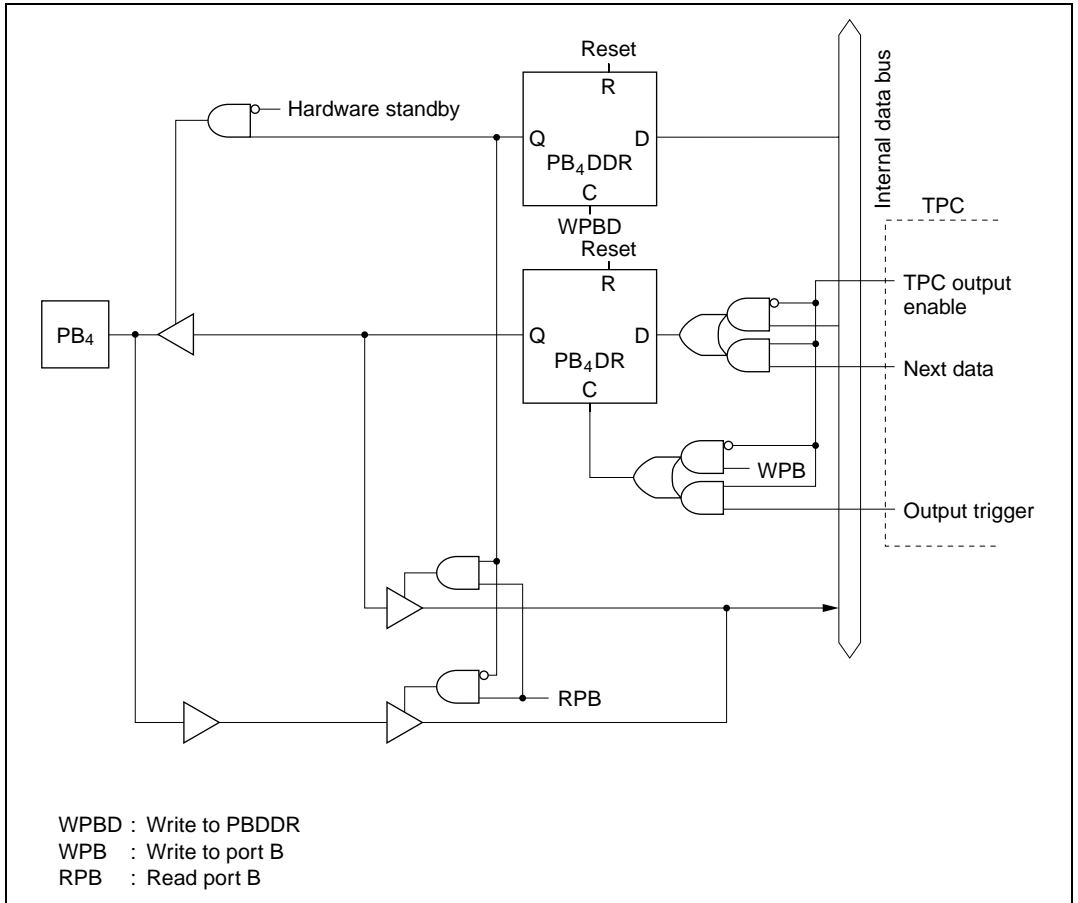 Reset
R
Hardware standby
Q D
PB4DDR
C
WPBD
Internal data bus
TPC
Reset
R
TPC output
enable
PB4
Q D
PB4DR
C
Next data
WPB
Output trigger
RPB
WPBD : Write to PBDDR
WPB : Write to port B
RPB : Read port B